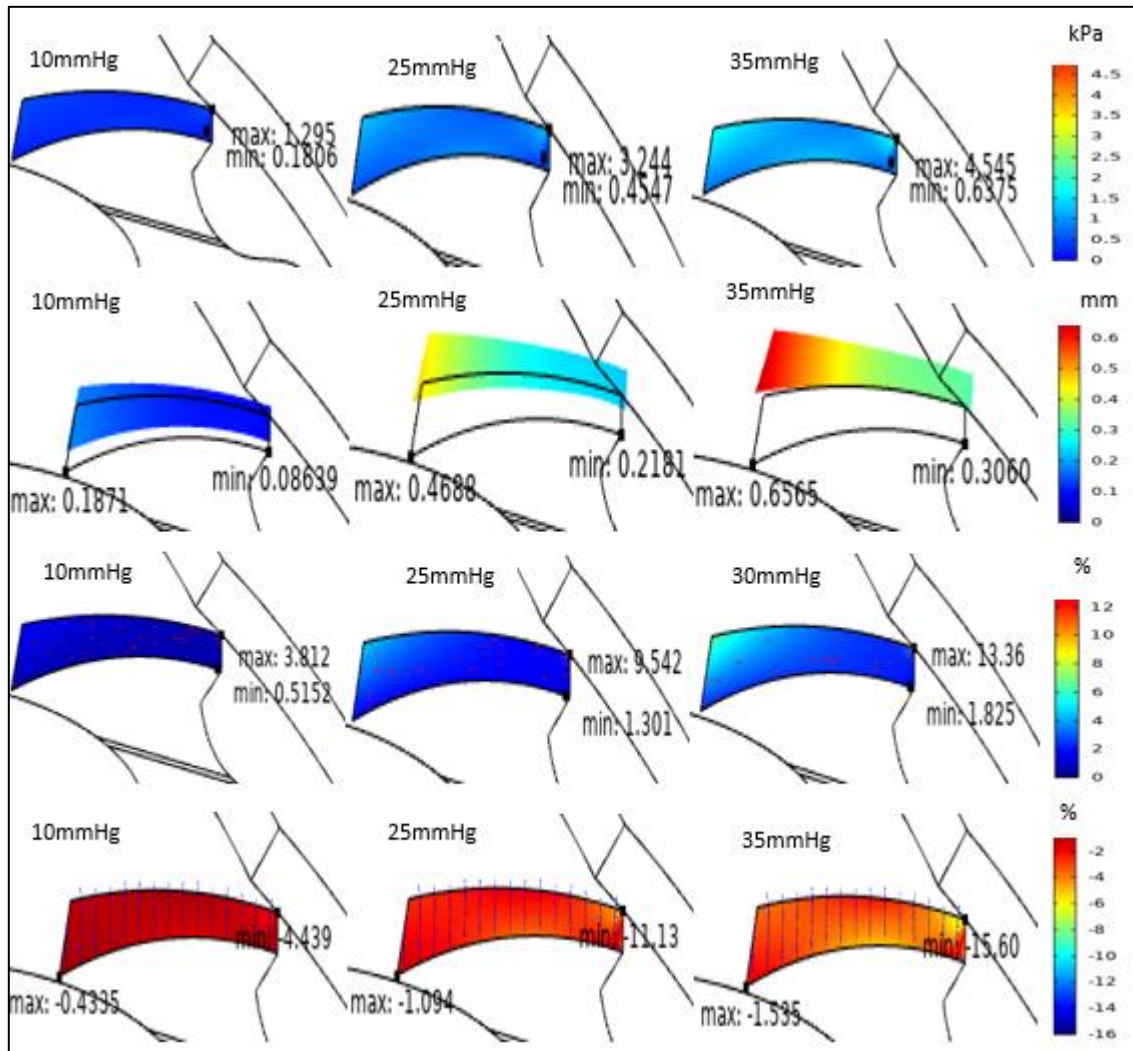 10mmHg
25mmHg
35mmHg
kPa
max: 1.295
min: 0.1806
max: 3.244
min: 0.4547
max: 4.545
min: 0.6375
4.5
4
3.5
3
2.5
2
1.5
1
0.5
0
10mmHg
25mmHg
35mmHg
mm
max: 0.1871
min: 0.08639
max: 0.4688
min: 0.2181
max: 0.6565
min: 0.3060
0.6
0.5
0.4
0.3
0.2
0.1
0
10mmHg
25mmHg
30mmHg
%
max: 3.812
min: 0.5152
max: 9.542
min: 1.301
max: 13.36
min: 1.825
12
10
8
6
4
2
0
10mmHg
25mmHg
35mmHg
%
min: -4.439
max: -0.4335
min: -11.13
max: -1.094
min: -15.60
max: -1.535
-2
-4
-6
-8
-10
-12
-14
-16